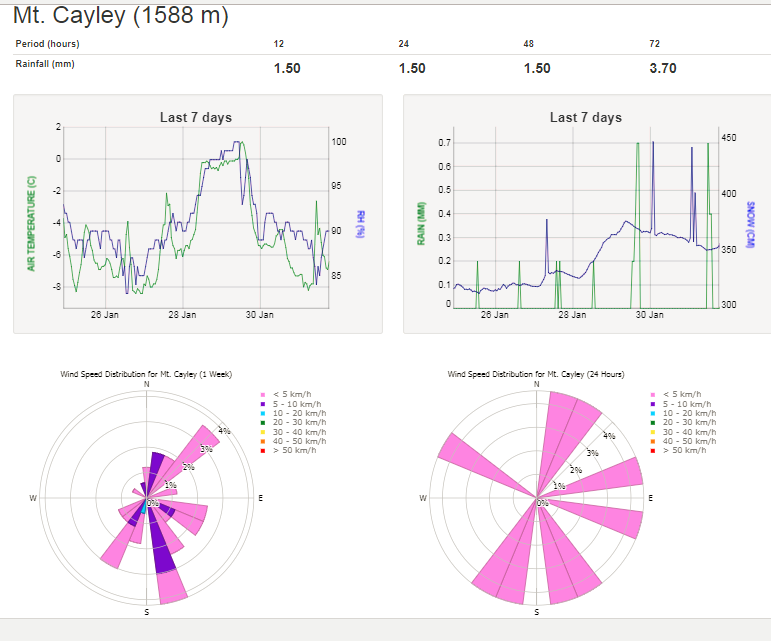 Mt. Cayley (1588 m)
Period (hours) 12 24 48 72
Rainfall (mm) 1.50 1.50 1.50 3.70
Last 7 days
2
0
-2
-4
-6
-8
AIR TEMPERATURE (C)
100
95
90
85
RH (%)
26 Jan 28 Jan 30 Jan
Last 7 days
0.7
0.6
0.5
0.4
0.3
0.2
0.1
0
RAIN (MM)
450
400
350
300
SNOW (CM)
26 Jan 28 Jan 30 Jan
Wind Speed Distribution for Mt. Cayley (1 Week)
N
W
E
S
4%
3%
2%
1%
0%
< 5 km/h
5 - 10 km/h
10 - 20 km/h
20 - 30 km/h
30 - 40 km/h
40 - 50 km/h
> 50 km/h
Wind Speed Distribution for Mt. Cayley (24 Hours)
N
W
E
S
4%
3%
2%
1%
0%
< 5 km/h
5 - 10 km/h
10 - 20 km/h
20 - 30 km/h
30 - 40 km/h
40 - 50 km/h
> 50 km/h